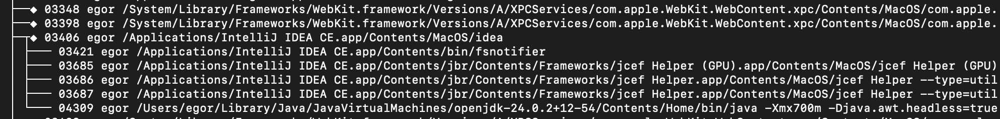 03348 egor /System/Library/Frameworks/WebKit.framework/Versions/A/XPCServices/com.apple.WebKit.WebContent.xpc/Contents/MacOS/com.apple.
03398 egor /System/Library/Frameworks/WebKit.framework/Versions/A/XPCServices/com.apple.WebKit.WebContent.xpc/Contents/MacOS/com.apple.
03406 egor /Applications/IntelliJ IDEA CE.app/Contents/MacOS/idea
03421 egor /Applications/IntelliJ IDEA CE.app/Contents/bin/fsnotifier
03685 egor /Applications/IntelliJ IDEA CE.app/Contents/jbr/Contents/Frameworks/jcef Helper (GPU).app/Contents/MacOS/jcef Helper (GPU)
03686 egor /Applications/IntelliJ IDEA CE.app/Contents/jbr/Contents/Frameworks/jcef Helper.app/Contents/MacOS/jcef Helper --type=util
03687 egor /Applications/IntelliJ IDEA CE.app/Contents/jbr/Contents/Frameworks/jcef Helper.app/Contents/MacOS/jcef Helper --type=util
04309 egor /Users/egor/Library/Java/JavaVirtualMachines/openjdk-24.0.2+12-54/Contents/Home/bin/java -Xmx700m -Djava.awt.headless=true